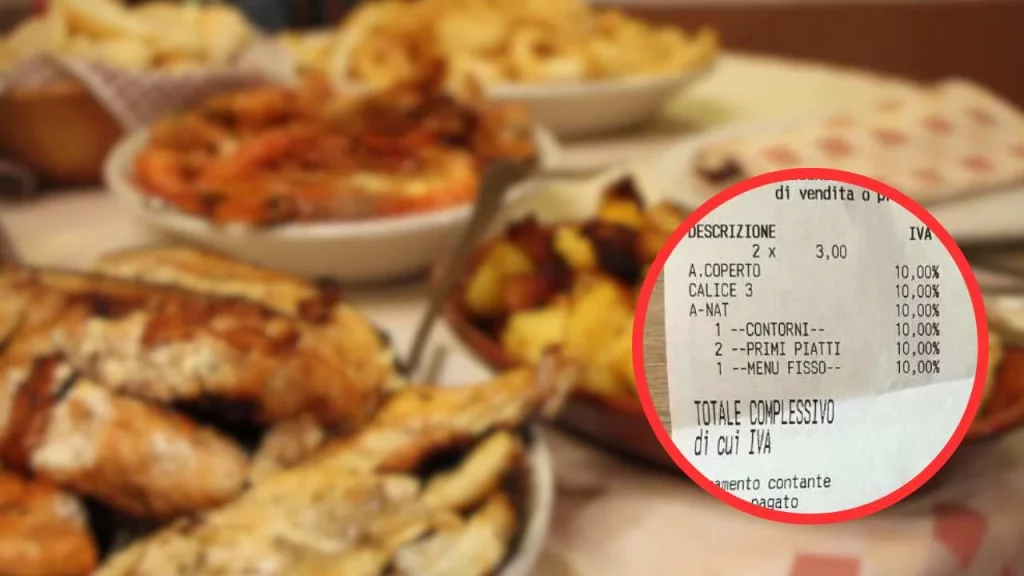 di vendita o
DESCRIZIONE IVA
2 x 3,00
A.COPERTO 10,00%
CALICE 3 10,00%
A-NAT 10,00%
1 --CONTORNI-- 10,00%
2 --PRIMI PIATTI 10,00%
1 --MENU FISSO-- 10,00%
TOTALE COMPLESSIVO
di cui IVA
amento contante
pagato